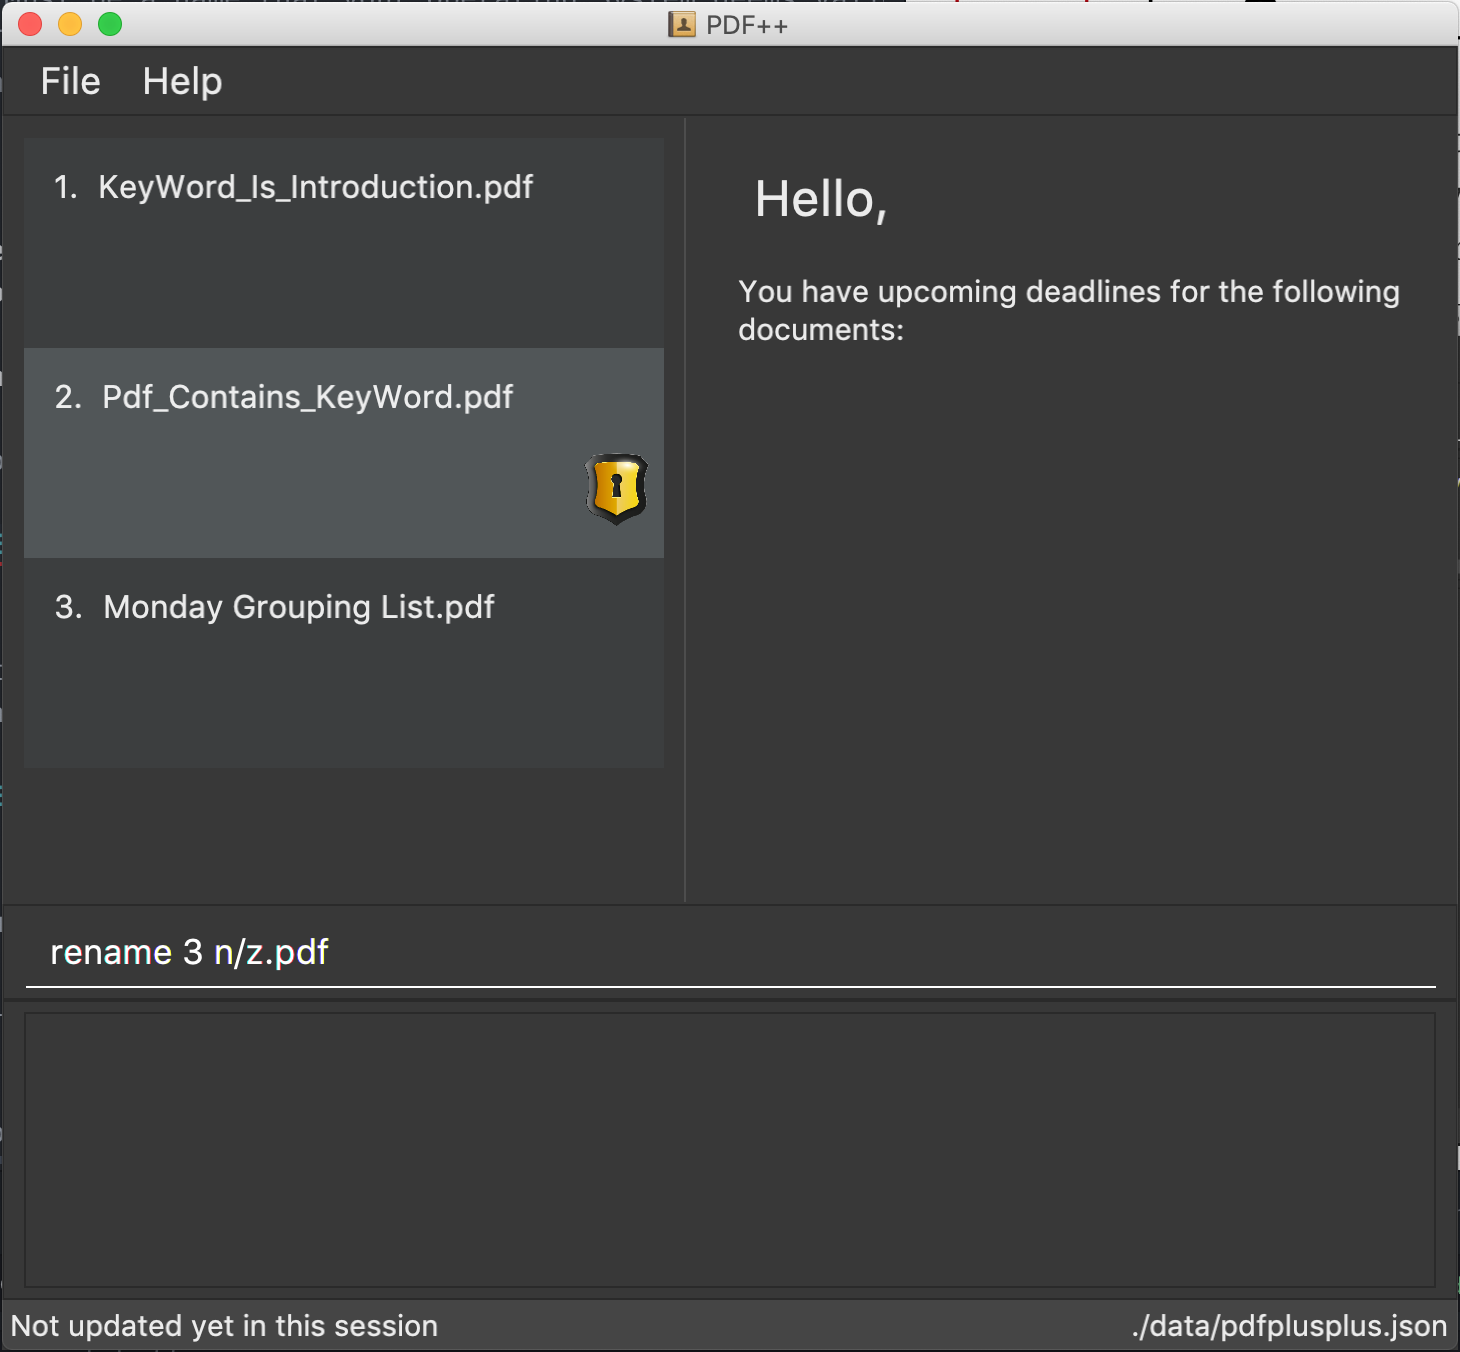 PDF++
File Help
1. KeyWord_Is_Introduction.pdf
2. Pdf_Contains_KeyWord.pdf
3. Monday Grouping List.pdf
Hello,
You have upcoming deadlines for the following
documents:
rename 3 n/z.pdf
Not updated yet in this session
./data/pdfplusplus.json